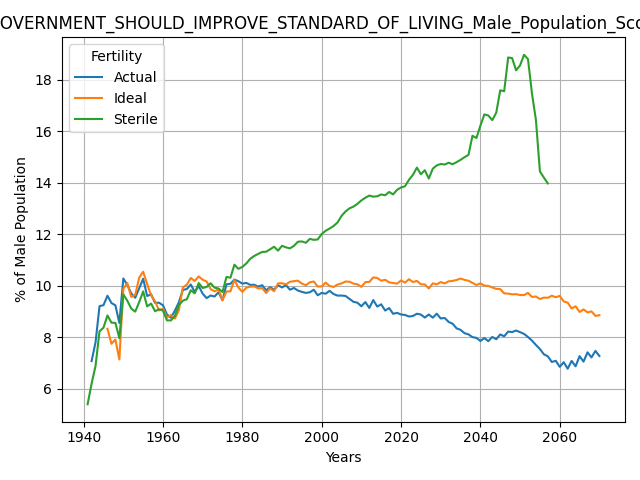 OVERNMENT_SHOULD_IMPROVE_STANDARD_OF_LIVING_Male_Population_Sco
Fertility
Actual
Ideal
Sterile
% of Male Population
18
16
14
12
10
8
6
1940 1960 1980 2000 2020 2040 2060
Years